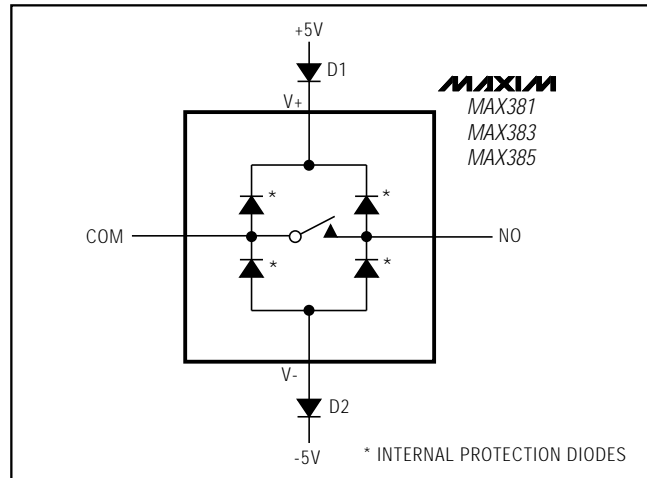 +5V
D1
MAXIM
V+
MAX381
MAX383
MAX385
*
*
COM
NO
*
*
V-
D2
-5V
* INTERNAL PROTECTION DIODES